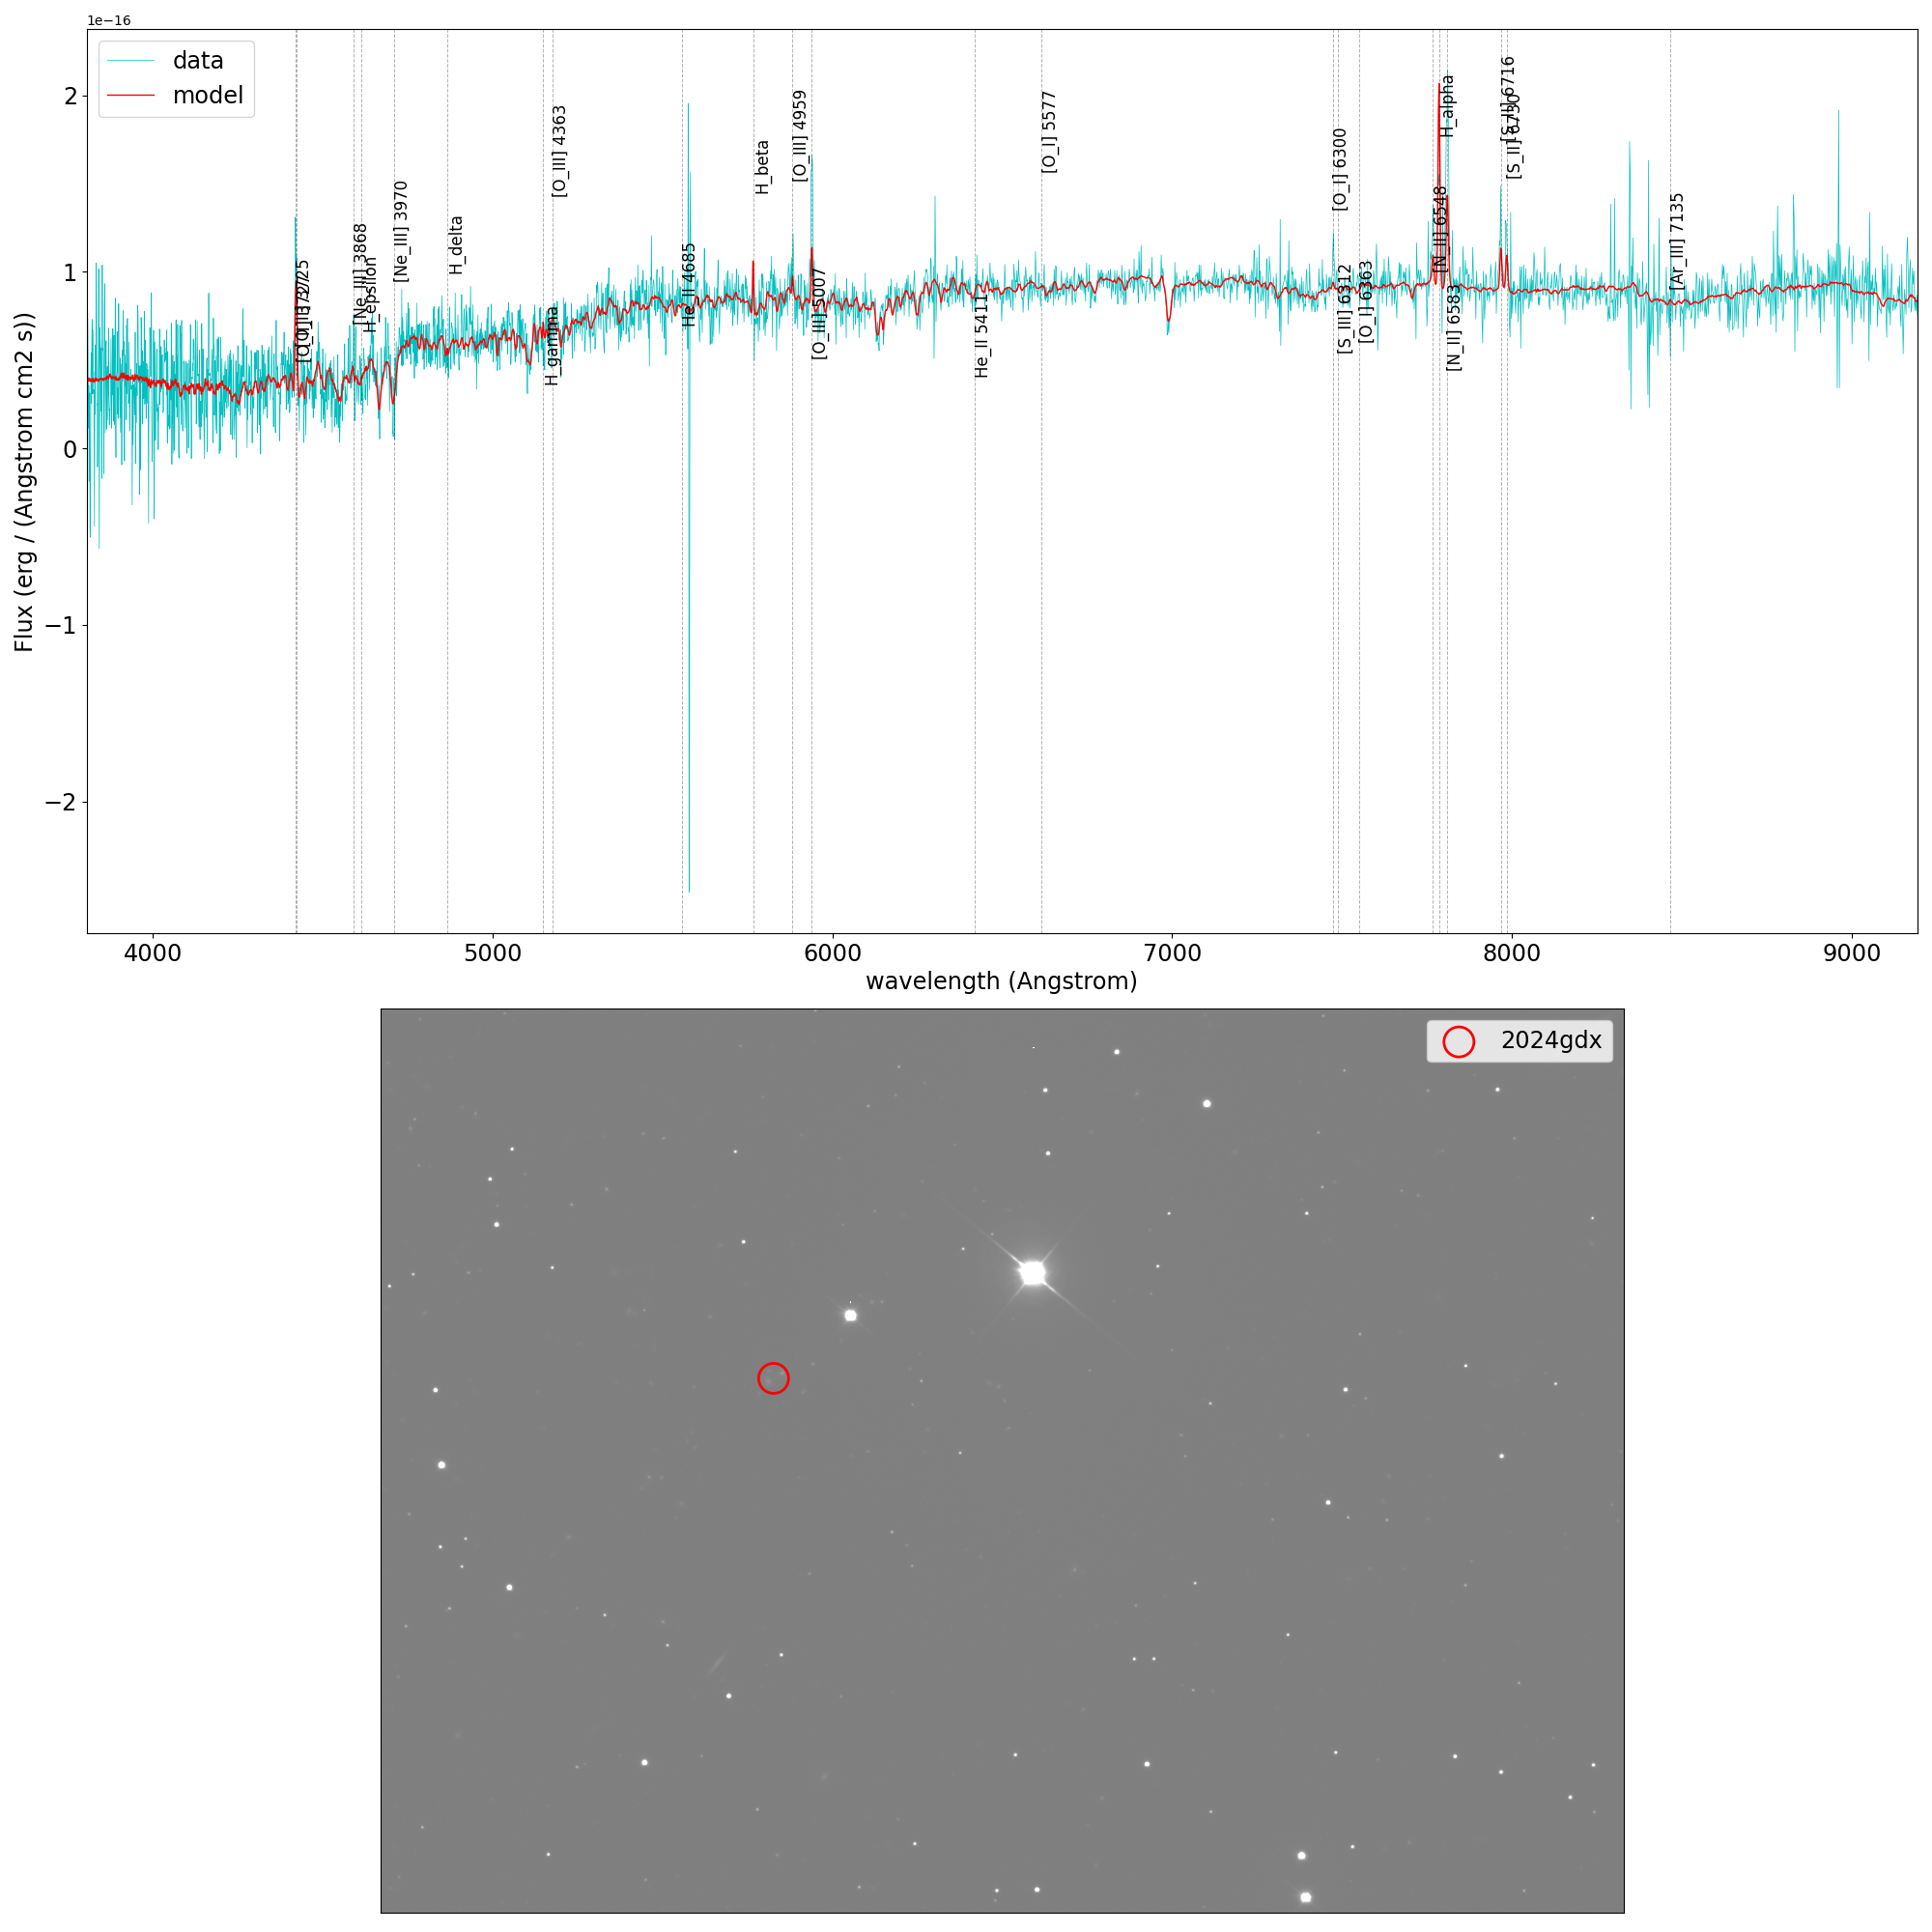 1e−16
data
model
[O_II] 3725
[Ne_III] 3868
H_epsilon
[Ne_III] 3970
H_delta
H_gamma
[O_III] 4363
He_II 4685
H_beta
[O_III] 4959
[O_III] 5007
He_II 5411
[O_I] 5577
[O_I] 6300
[S_III] 6312
[O_I] 6363
[N_II] 6548
H_alpha
[N_II] 6583
[S_II] 6716
[S_II] 6730
[Ar_III] 7135
2
1
0
−1
−2
Flux (erg / (Angstrom cm2 s))
4000 5000 6000 7000 8000 9000
wavelength (Angstrom)
2024gdx